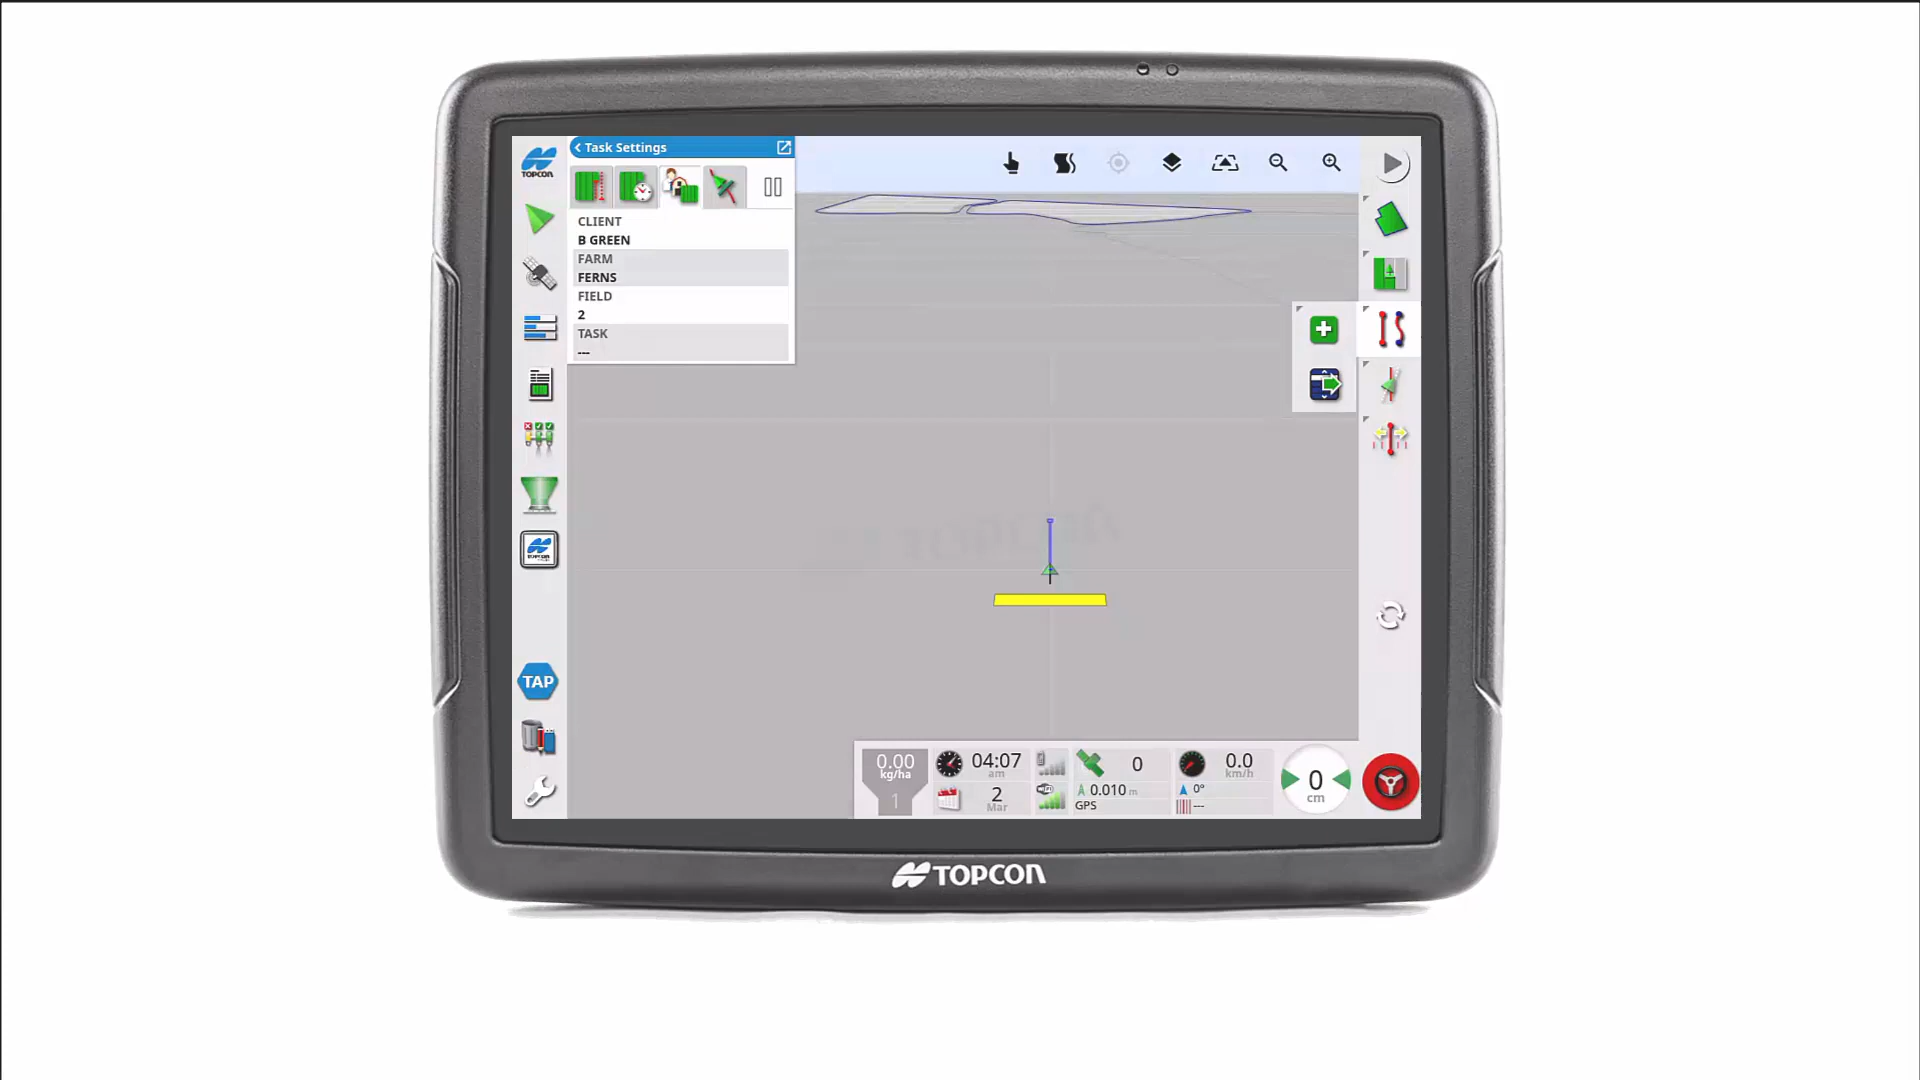 TOPCON
Task Settings
CLIENT
B GREEN
FARM
FERNS
FIELD
2
TASK
---
TAP
0.00
kg/ha
1
04:07
am
2
Mar
0
0.010 m
GPS
0.0
km/h
0°
---
0
cm
TOPCON